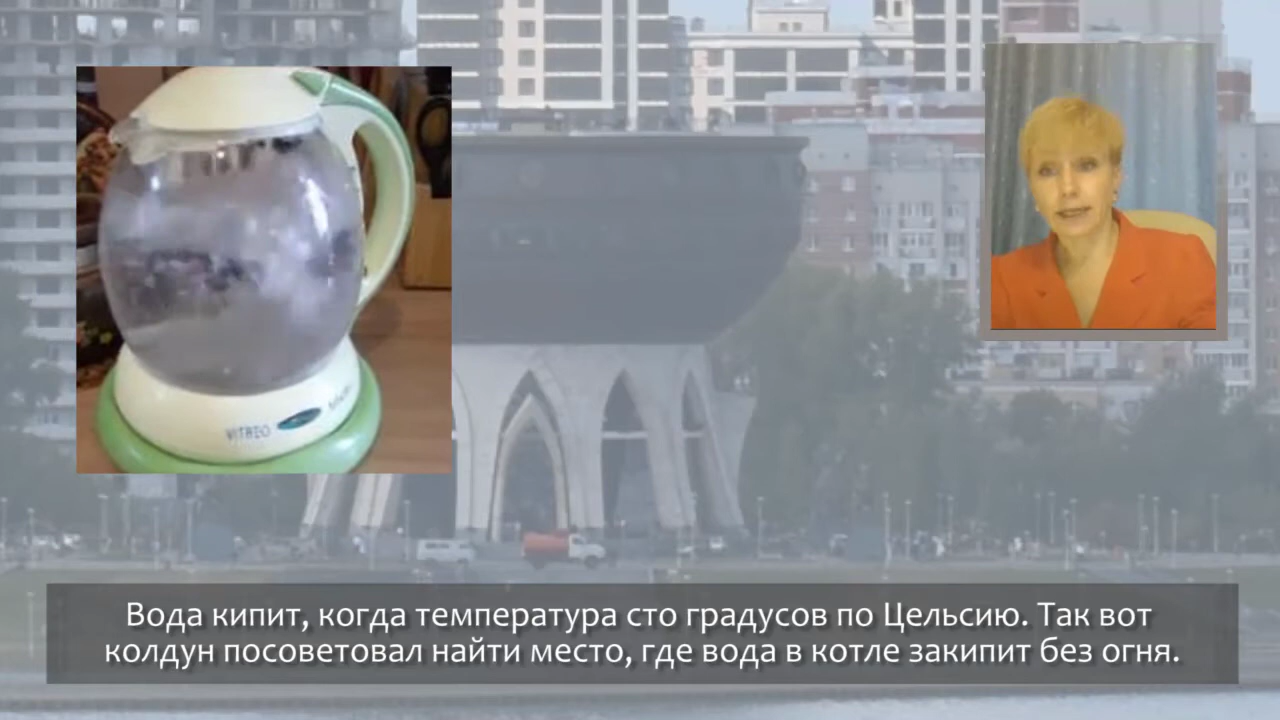 VITREO
Вода кипит, когда температура сто градусов по Цельсию. Так вот
колдун посоветовал найти место, где вода в котле закипит без огня.